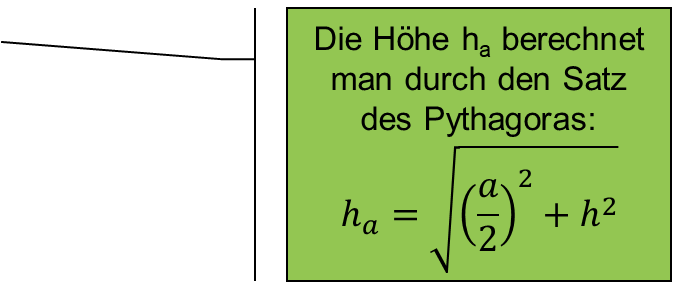 Die Höhe hₐ berechnet
man durch den Satz
des Pythagoras:
hₐ = √((a/2)² + h²)